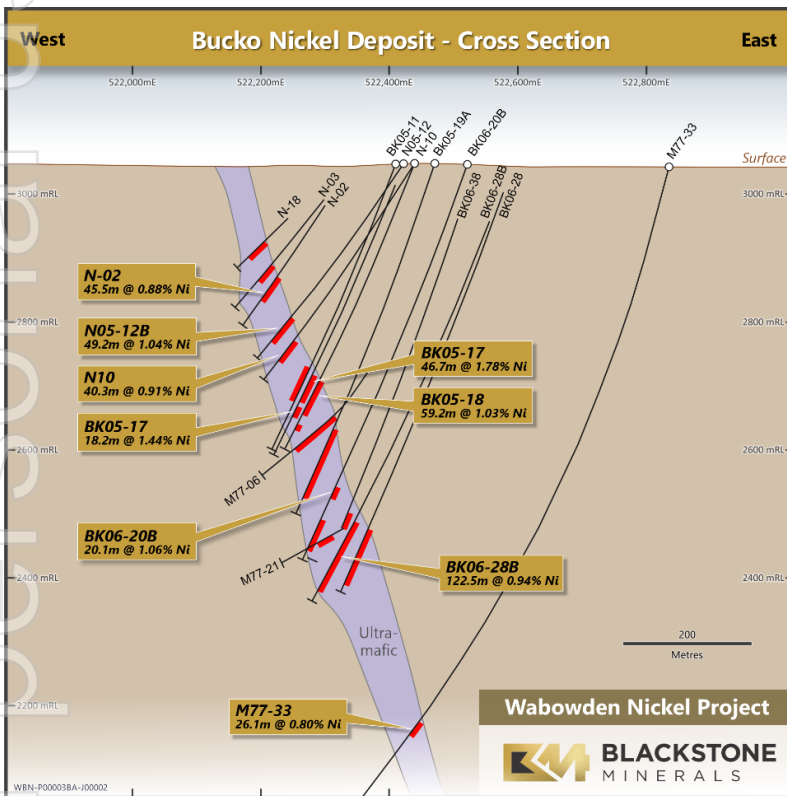 West
Bucko Nickel Deposit - Cross Section
East
522,000mE
522,200mE
522,400mE
522,600mE
522,800mE
BK05-11
N05-12
N-10
Bk05-19A
BK06-20B
M77-33
Surface
N-18
N-03
N-02
BK06-38
BK06-28B
BK06-28
3000 mRL
3000 mRL
N-02
45.5m @ 0.88% Ni
2800 mRL
2800 mRL
N05-12B
49.2m @ 1.04% Ni
BK05-17
46.7m @ 1.78% Ni
N10
40.3m @ 0.91% Ni
BK05-18
59.2m @ 1.03% Ni
BK05-17
18.2m @ 1.44% Ni
2600 mRL
2600 mRL
M77-06
BK06-20B
20.1m @ 1.06% Ni
M77-21
BK06-28B
122.5m @ 0.94% Ni
2400 mRL
2400 mRL
Ultra-
mafic
200
Metres
2200 mRL
M77-33
26.1m @ 0.80% Ni
Wabowden Nickel Project
BLACKSTONE
MINERALS
WBN-P00003BA-J00002